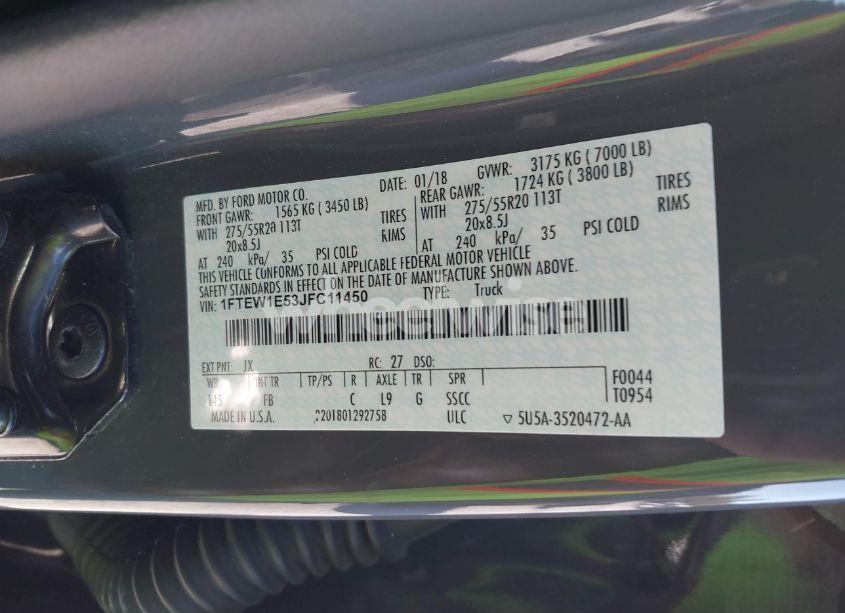 MFD. BY FORD MOTOR CO. DATE: 01/18 GVWR: 3175 KG ( 7000 LB)
FRONT GAWR: 1565 KG ( 3450 LB) REAR GAWR: 1724 KG ( 3800 LB)
WITH 275/55R20 113T TIRES WITH 275/55R20 113T TIRES
20x8.5J RIMS 20x8.5J RIMS
AT 240 kPa/ 35 PSI COLD AT 240 kPa/ 35 PSI COLD
THIS VEHICLE CONFORMS TO ALL APPLICABLE FEDERAL MOTOR VEHICLE
SAFETY STANDARDS IN EFFECT ON THE DATE OF MANUFACTURE SHOWN ABOVE.
VIN: 1FTEW1E53JFC11450 TYPE: Truck
EXT PNT: JX RC: 27 DSO:
WB INT TR TP/PS R AXLE TR SPR F0044
145 FB C L9 G SSCC T0954
MADE IN U.S.A. 201801292758 ULC ▽ 5U5A-3520472-AA